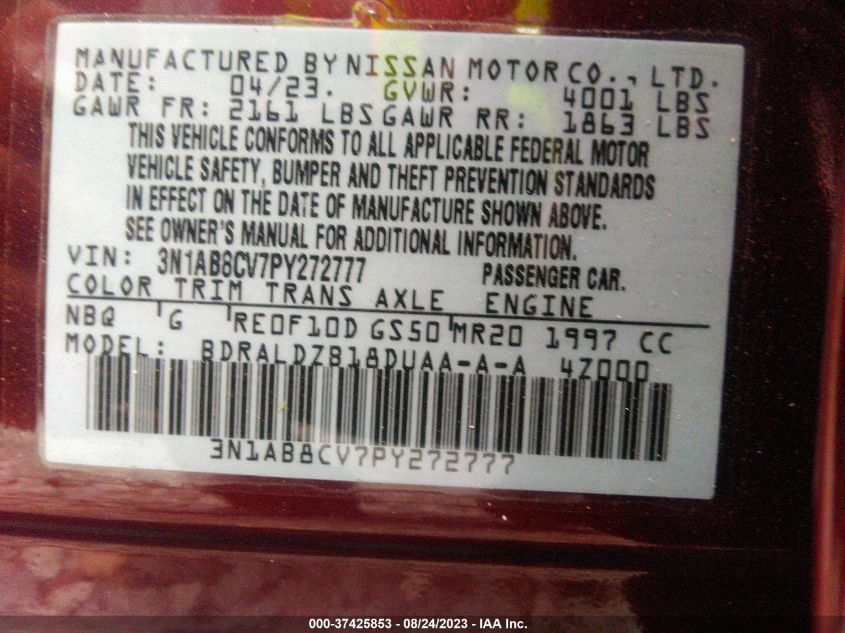 MANUFACTURED BY NISSAN MOTOR CO., LTD.
DATE: 04/23. GVWR: 4001 LBS
GAWR FR: 2161 LBS GAWR RR: 1863 LBS
THIS VEHICLE CONFORMS TO ALL APPLICABLE FEDERAL MOTOR
VEHICLE SAFETY, BUMPER AND THEFT PREVENTION STANDARDS
IN EFFECT ON THE DATE OF MANUFACTURE SHOWN ABOVE.
SEE OWNER'S MANUAL FOR ADDITIONAL INFORMATION.
VIN: 3N1AB8CV7PY272777 PASSENGER CAR.
COLOR TRIM TRANS AXLE ENGINE
NBQ G RE0F10D GS50 MR20 1997 CC
MODEL: BDRALDZB18DUAA-A-A 4Z000
3N1AB8CV7PY272777
000-37425853 - 08/24/2023 - IAA Inc.